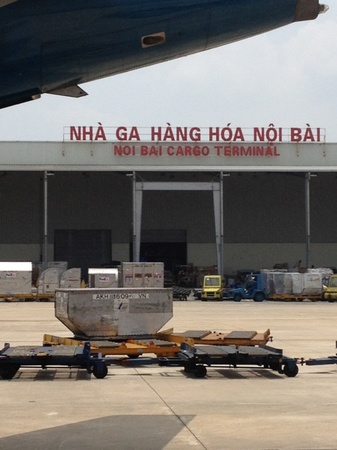 NHÀ GA HÀNG HÓA NỘI BÀI
NOI BAI CARGO TERMINAL